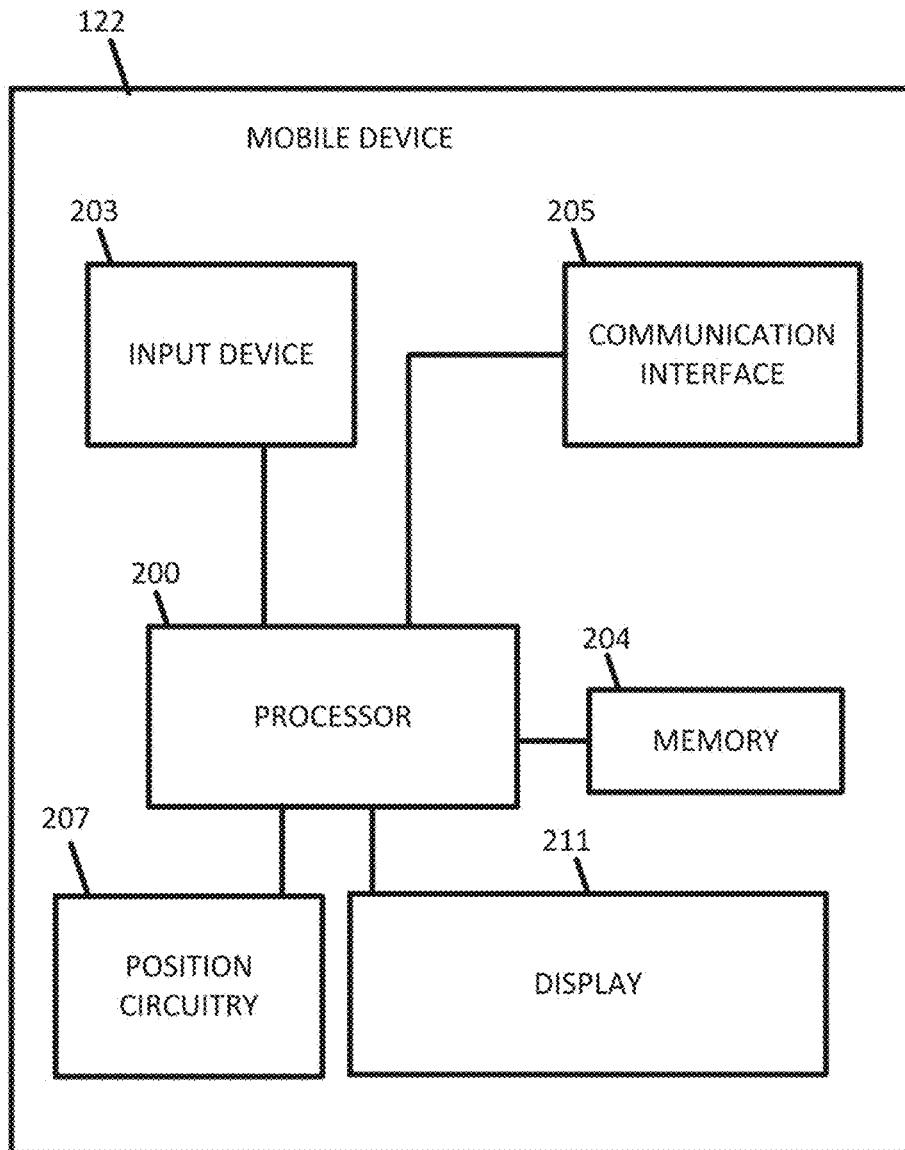 122
MOBILE DEVICE
203
205
INPUT DEVICE
COMMUNICATION
INTERFACE
200
204
PROCESSOR
MEMORY
207
211
POSITION
CIRCUITRY
DISPLAY